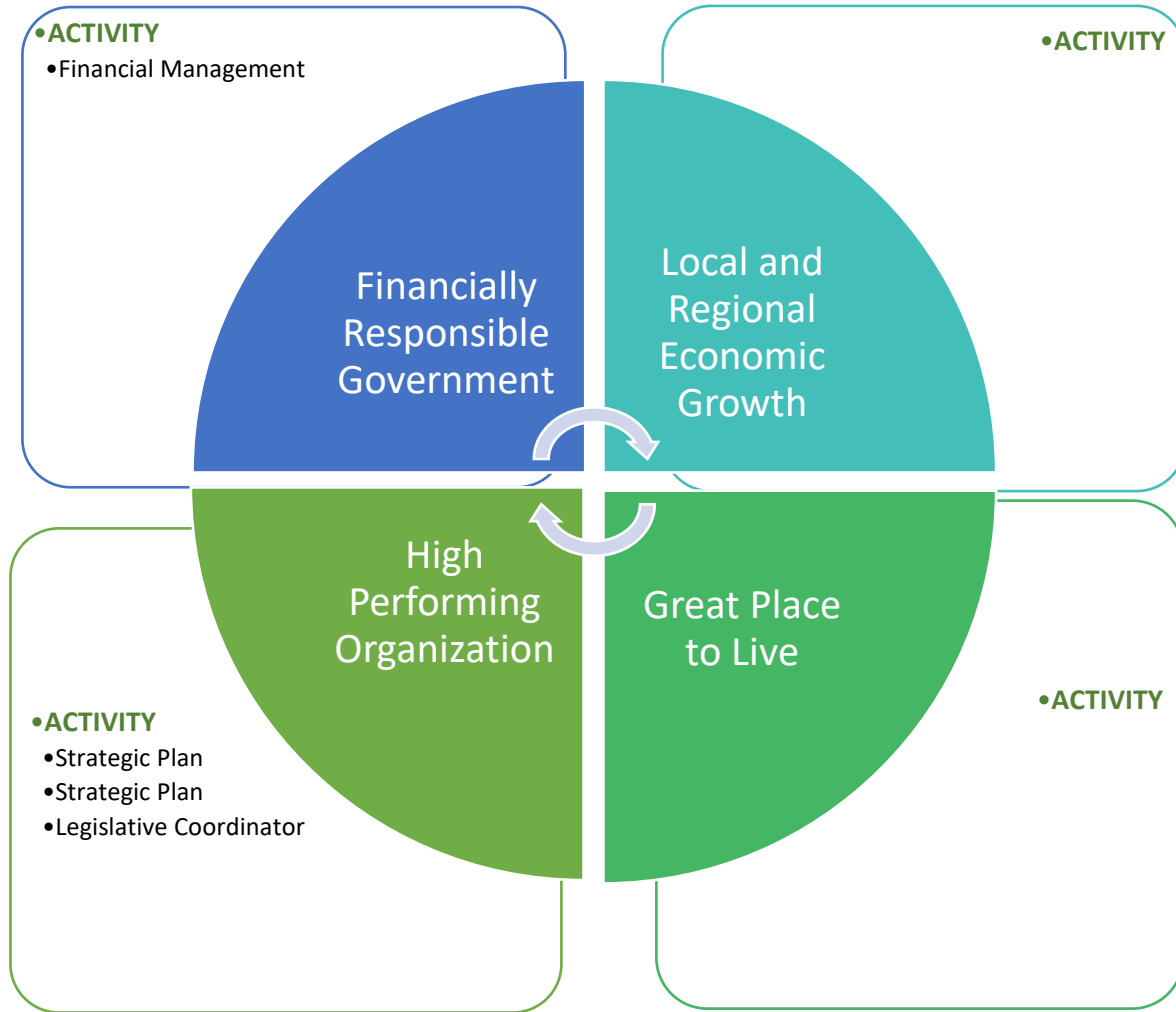 •ACTIVITY
•Financial Management
•ACTIVITY
Financially
Responsible
Government
Local and
Regional
Economic
Growth
High
Performing
Organization
Great Place
to Live
•ACTIVITY
•Strategic Plan
•Strategic Plan
•Legislative Coordinator
•ACTIVITY